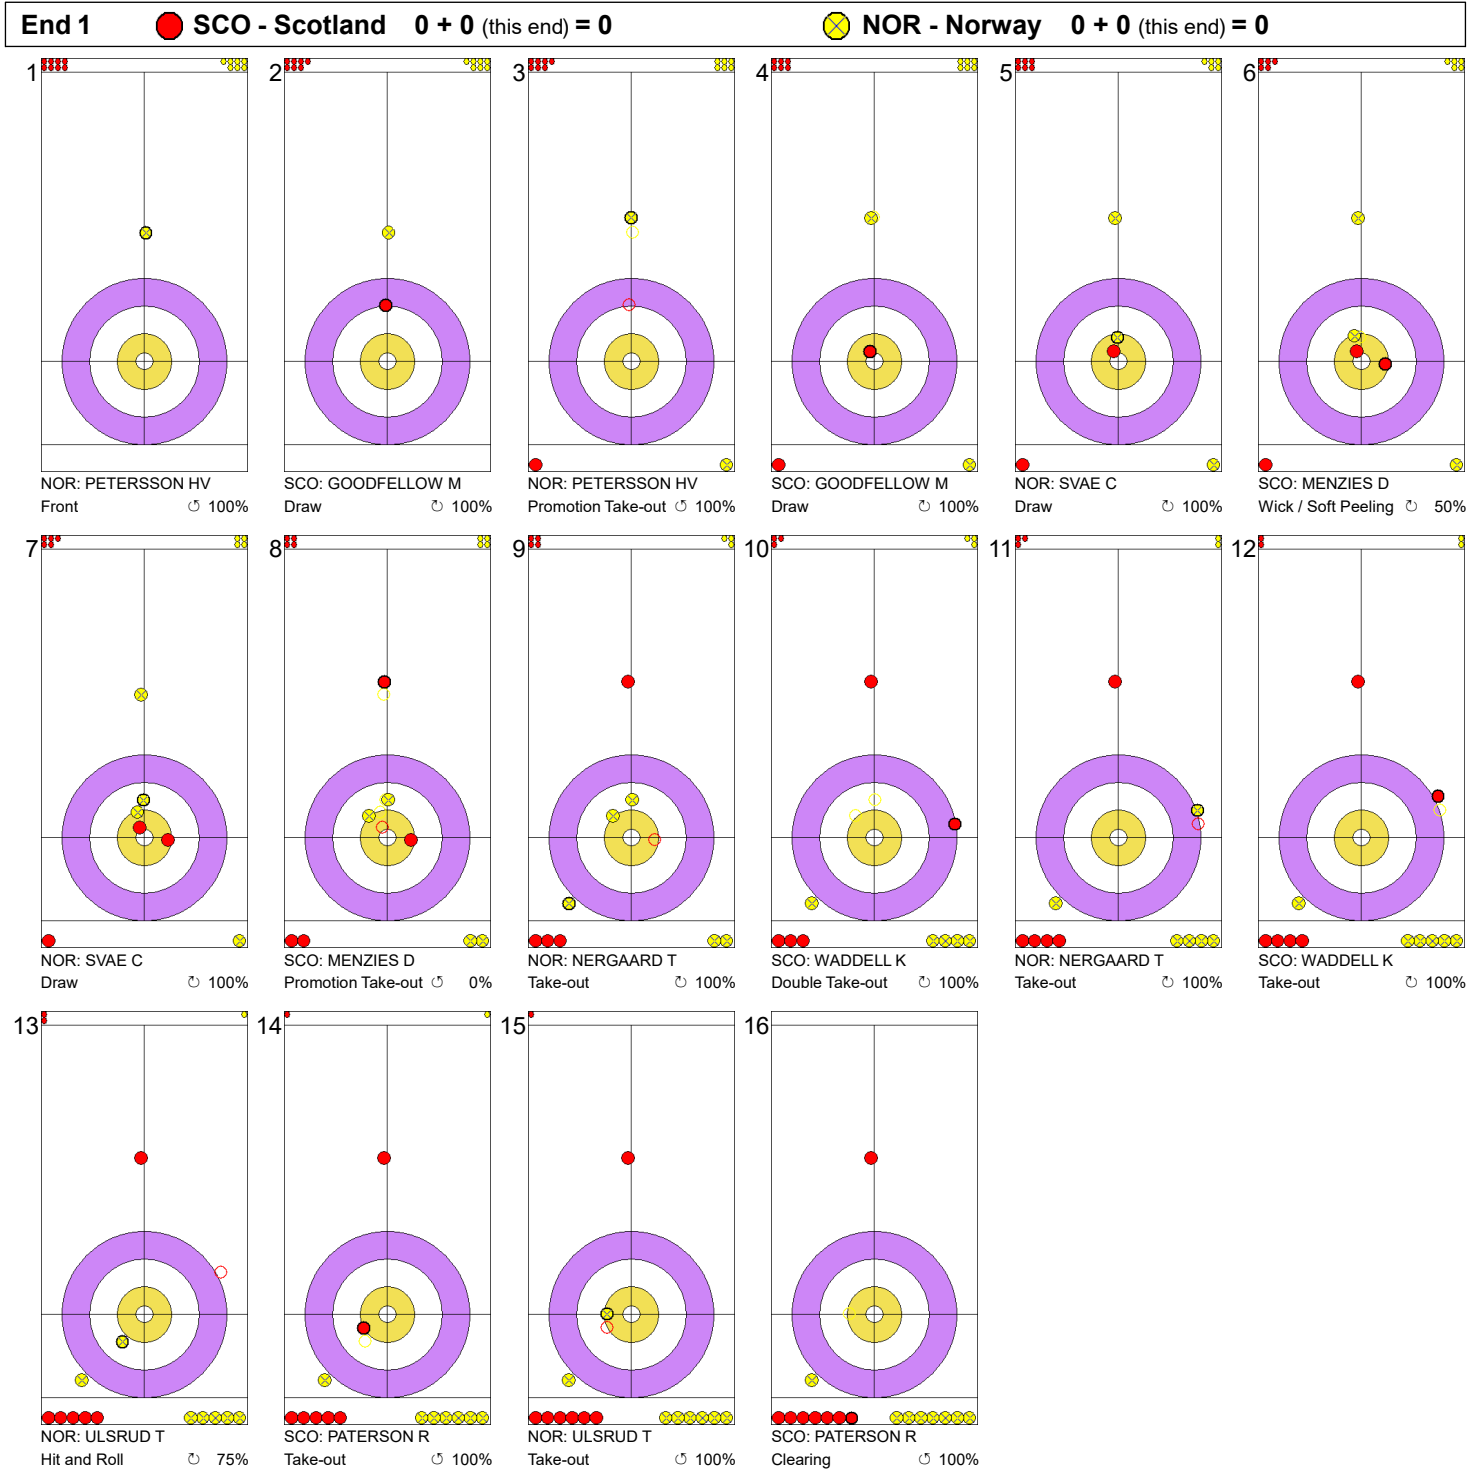 End 1 SCO - Scotland 0 + 0 (this end) = 0 NOR - Norway 0 + 0 (this end) = 0
1 2 3 4 5 6
NOR: PETERSSON HV SCO: GOODFELLOW M NOR: PETERSSON HV SCO: GOODFELLOW M NOR: SVAE C SCO: MENZIES D
Front ↻ 100% Draw ↺ 100% Promotion Take-out ↺ 100% Draw ↻ 100% Draw ↻ 100% Wick / Soft Peeling ↻ 50%
7 8 9 10 11 12
NOR: SVAE C SCO: MENZIES D NOR: NERGAARD T SCO: WADDELL K NOR: NERGAARD T SCO: WADDELL K
Draw ↻ 100% Promotion Take-out ↺ 0% Take-out ↻ 100% Double Take-out ↻ 100% Take-out ↻ 100% Take-out ↻ 100%
13 14 15 16
NOR: ULSRUD T SCO: PATERSON R NOR: ULSRUD T SCO: PATERSON R
Hit and Roll ↻ 75% Take-out ↺ 100% Take-out ↺ 100% Clearing ↺ 100%